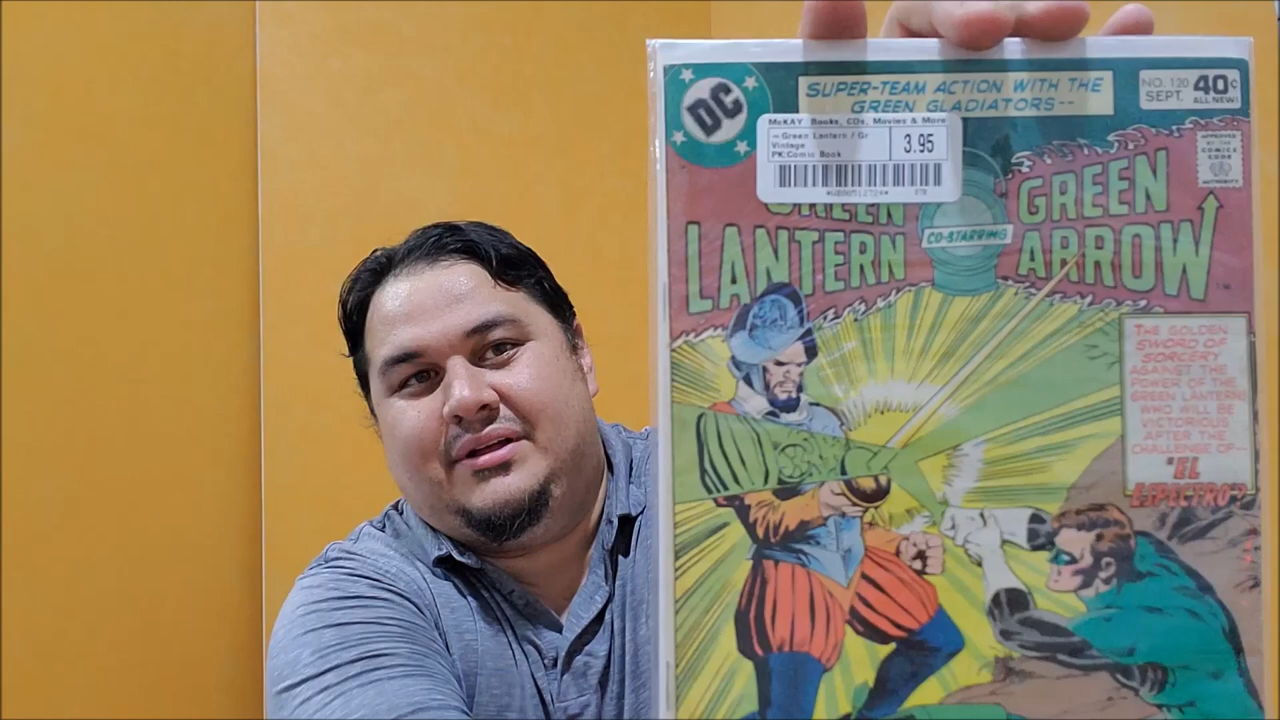 DC
SUPER-TEAM ACTION WITH THE
GREEN GLADIATORS--
NO. 120
SEPT.
40¢
ALL NEW!
APPROVED
BY THE
COMICS
CODE
AUTHORITY
McKAY Books, CDs, Movies & More
Green Lantern / Gr
Vintage
PK:Comic Book
3.95
GREEN
LANTERN
CO-STARRING
GREEN
ARROW
THE GOLDEN
SWORD OF
SORCERY
AGAINST THE
POWER OF THE
GREEN LANTERN!
WHO WILL BE
VICTORIOUS
AFTER THE
CHALLENGE OF--
"EL
ESPECTRO"?